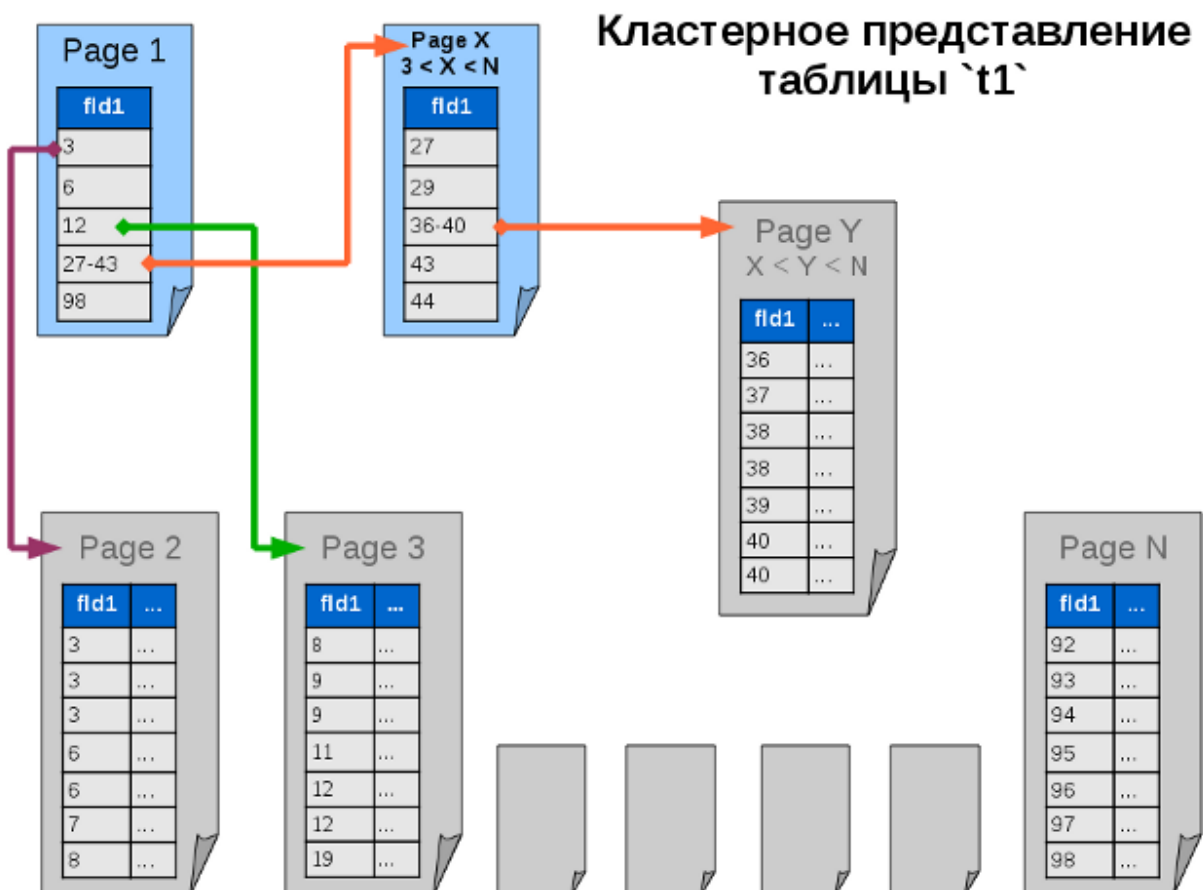 Кластерное представление
таблицы `t1`
Page 1
fld1
3
6
12
27-43
98
Page X
3 < X < N
fld1
27
29
36-40
43
44
Page Y
X < Y < N
fld1 ...
36 ...
37 ...
38 ...
38 ...
39 ...
40 ...
40 ...
Page 2
fld1 ...
3 ...
3 ...
3 ...
6 ...
6 ...
7 ...
8 ...
Page 3
fld1 ...
8 ...
9 ...
9 ...
11 ...
12 ...
12 ...
19 ...
Page N
fld1 ...
92 ...
93 ...
94 ...
95 ...
96 ...
97 ...
98 ...